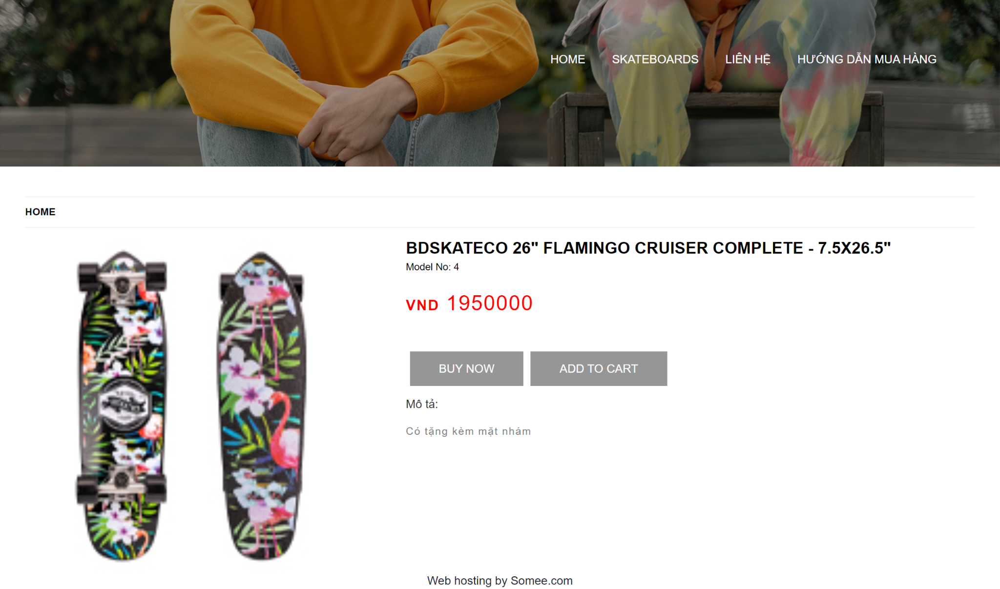 HOME SKATEBOARDS LIÊN HỆ HƯỚNG DẪN MUA HÀNG
HOME
BDSKATECO 26" FLAMINGO CRUISER COMPLETE - 7.5X26.5"
Model No: 4
VND 1950000
BUY NOW ADD TO CART
Mô tả:
Có tặng kèm mặt nhám
Web hosting by Somee.com